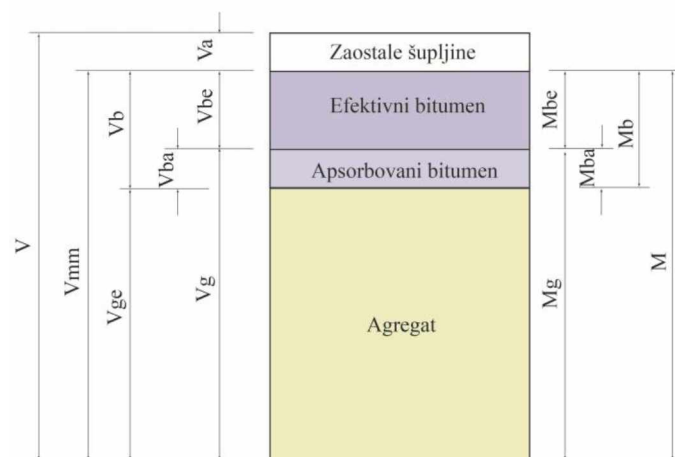 Zaostale šupljine
Efektivni bitumen
Apsorbovani bitumen
Agregat
V
Vmm
Vb
Vge
Vba
Va
Vbe
Vg
Mbe
Mg
Mba
Mb
M